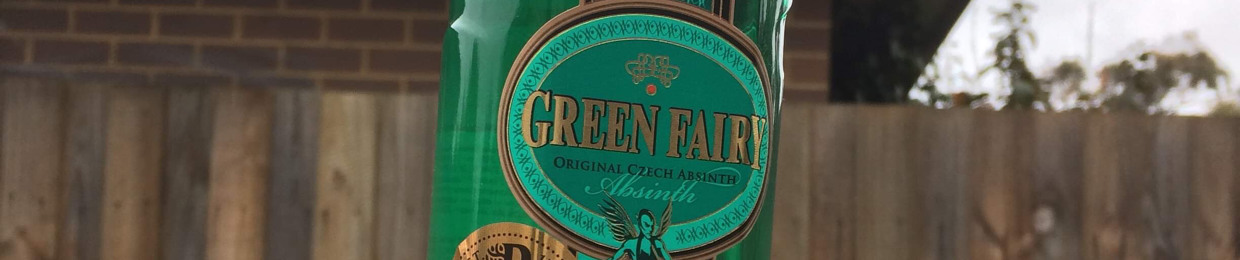 GREEN FAIRY
ORIGINAL CZECH ABSINTH
Absinth